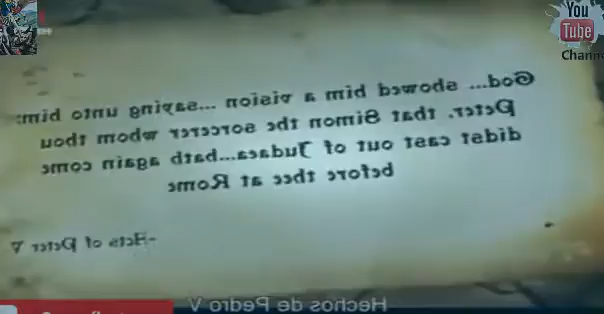 You
Tube
Chann
God... showed him a vision ...saying unto him:
Peter, that Simon the sorcerer whom thou
didst cast out of Judaea...hath again come
before thee at Rome
-Acts of Peter V
Hechos de Pedro V